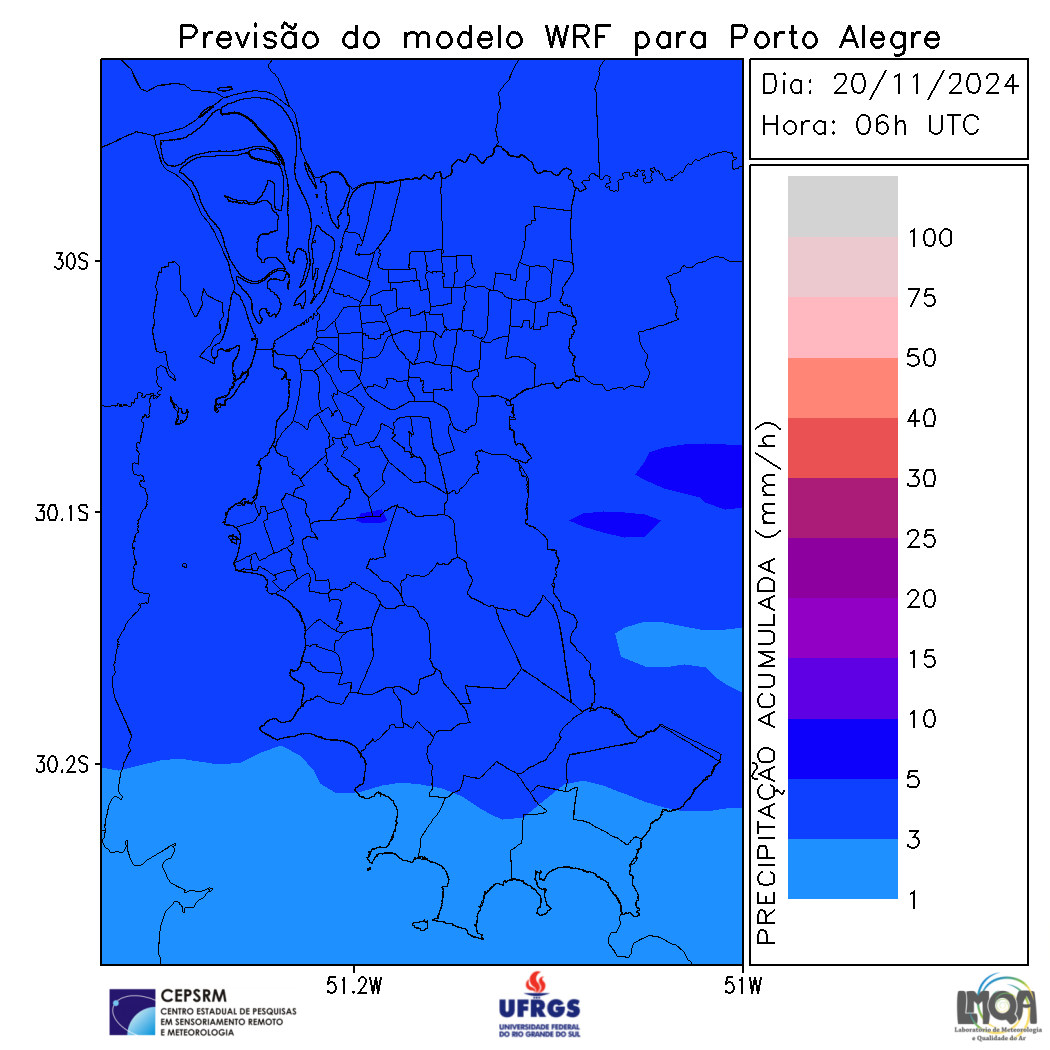 Previsão do modelo WRF para Porto Alegre
Dia: 20/11/2024
Hora: 06h UTC
30S
30.1S
30.2S
51.2W
51W
PRECIPITAÇÃO ACUMULADA (mm/h)
100
75
50
40
30
25
20
15
10
5
3
1
CEPSRM
CENTRO ESTADUAL DE PESQUISAS
EM SENSORIAMENTO REMOTO
E METEOROLOGIA
UFRGS
UNIVERSIDADE FEDERAL
DO RIO GRANDE DO SUL
LMQA
Laboratório de Meteorologia
e Qualidade do Ar